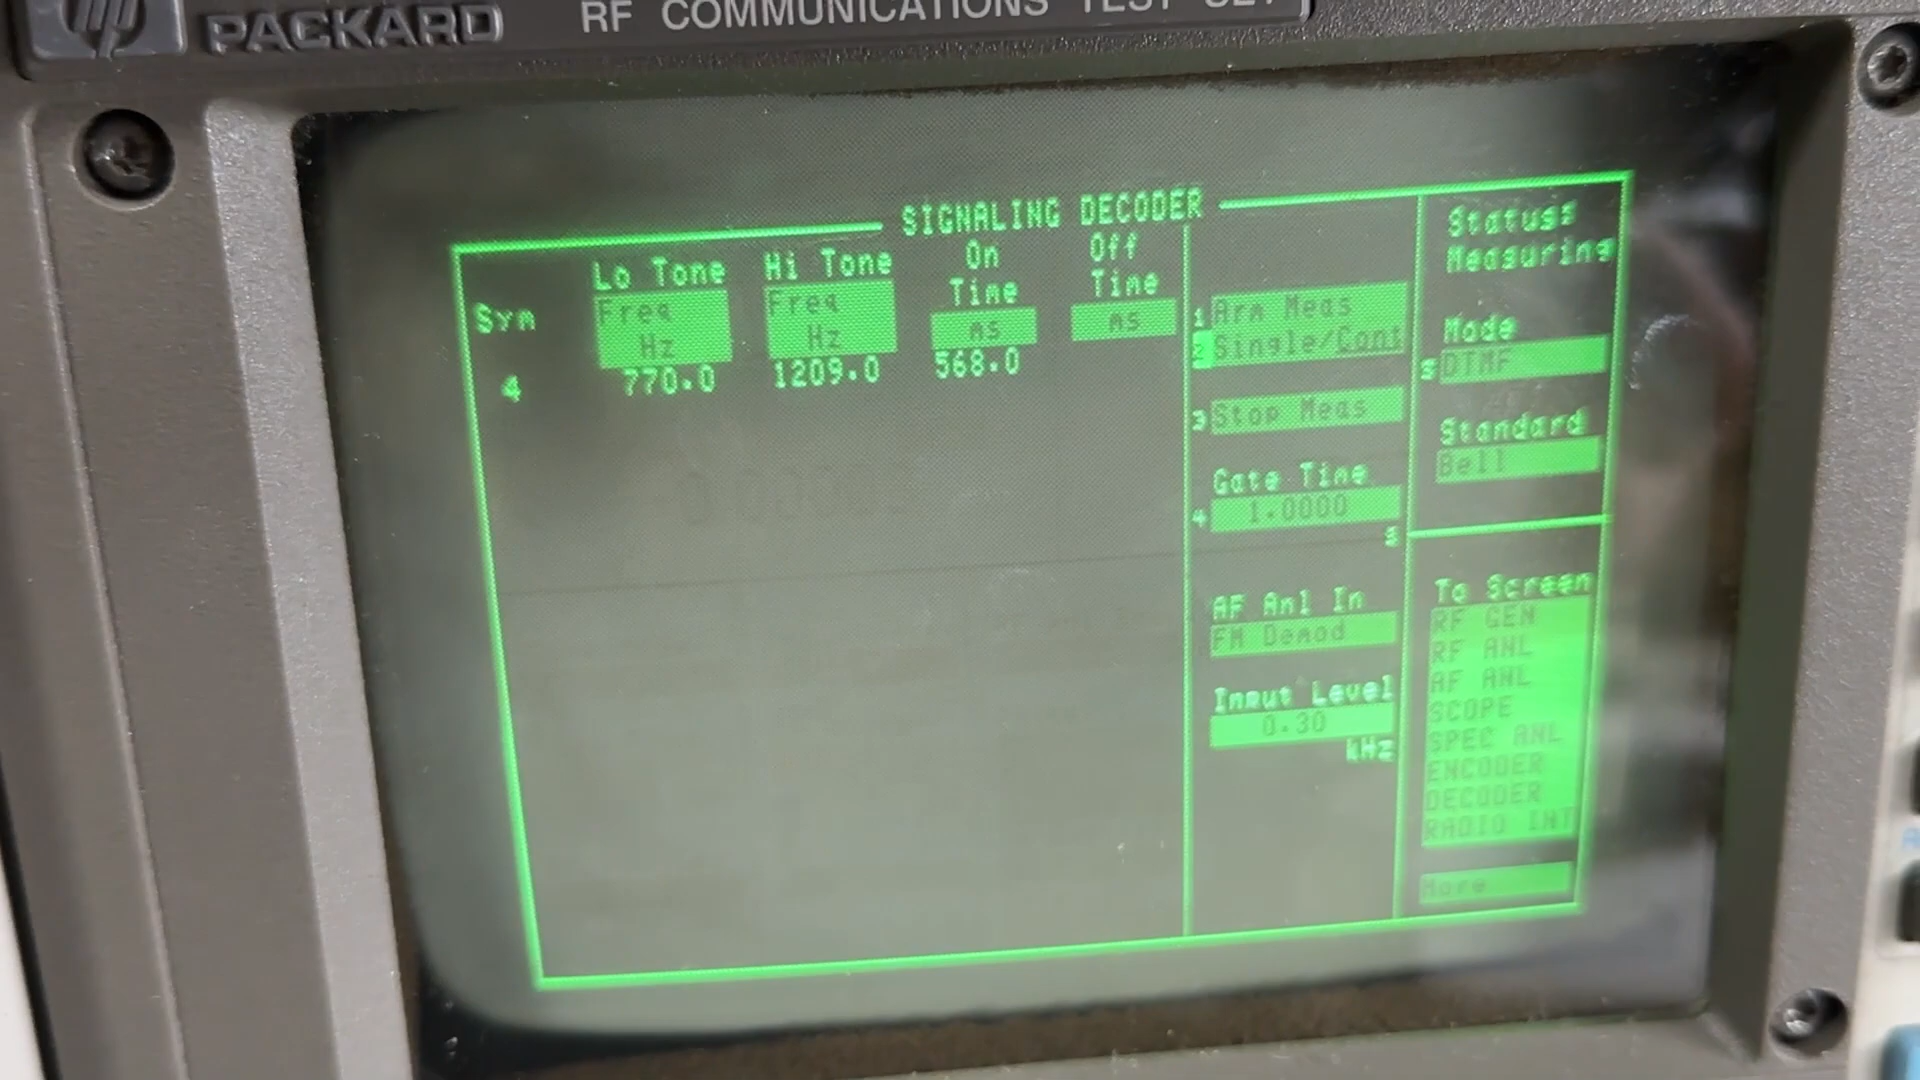 hp PACKARD
RF COMMUNICATIONS TEST SET
SIGNALING DECODER
Sym
Lo Tone
Freq
Hz
Hi Tone
Freq
Hz
On
Time
ms
Off
Time
ms
4 770.0 1209.0 568.0
1 Arm Meas
2 Single/Cont
3 Stop Meas
Gate Time
4 1.0000
s
AF Anl In
FM Demod
Input Level
0.30
kHz
Status:
Measuring
Mode
5 DTMF
Standard
Bell
To Screen
RF GEN
RF ANL
AF ANL
SCOPE
SPEC ANL
ENCODER
DECODER
RADIO INT
More